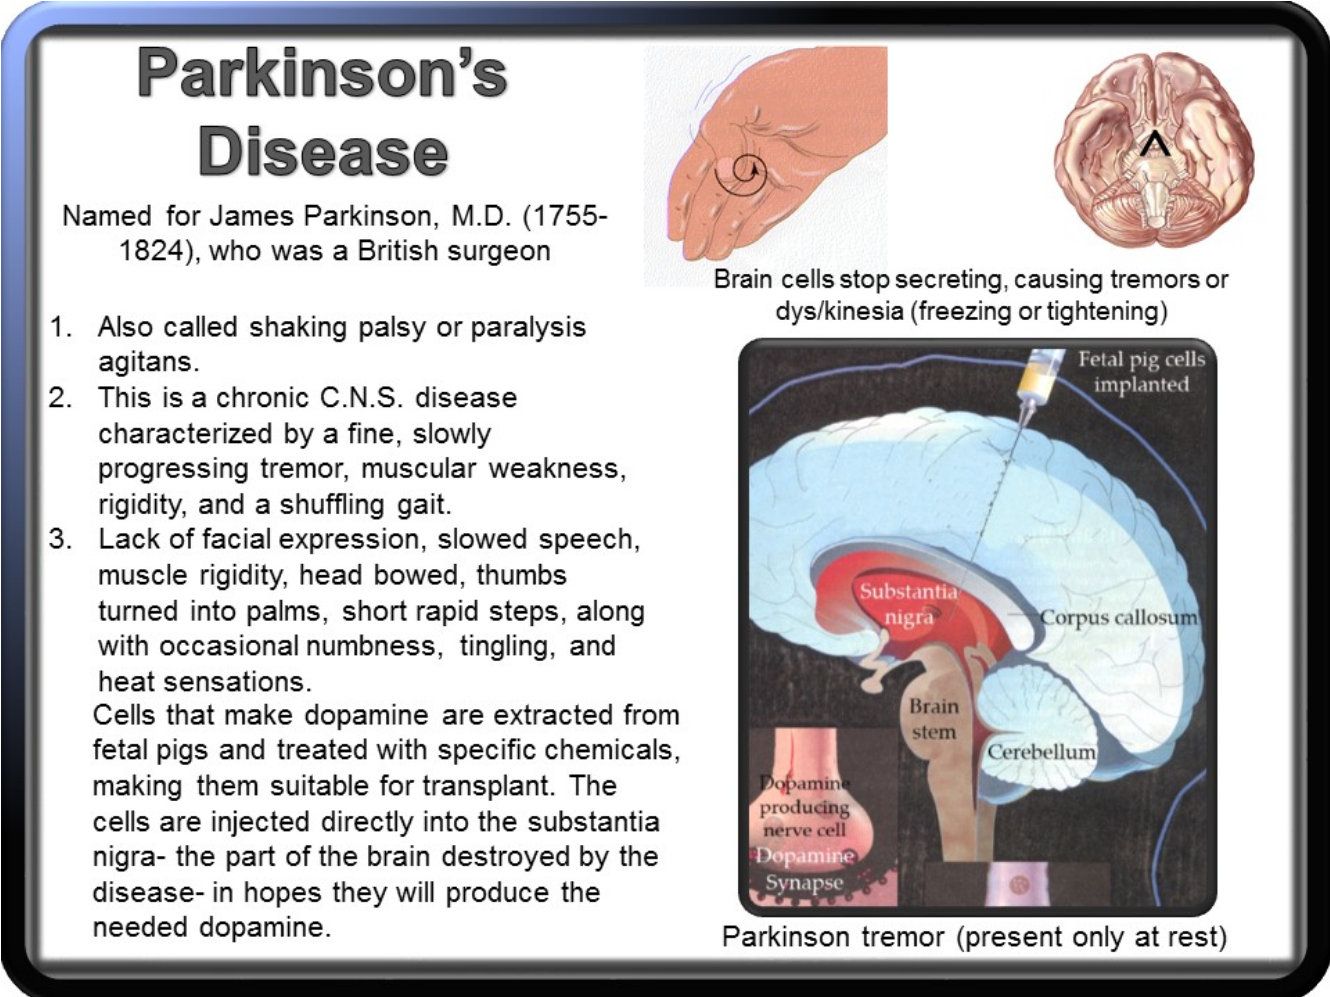 Parkinson's
Disease
Named for James Parkinson, M.D. (1755-
1824), who was a British surgeon
1. Also called shaking palsy or paralysis
agitans.
2. This is a chronic C.N.S. disease
characterized by a fine, slowly
progressing tremor, muscular weakness,
rigidity, and a shuffling gait.
3. Lack of facial expression, slowed speech,
muscle rigidity, head bowed, thumbs
turned into palms, short rapid steps, along
with occasional numbness, tingling, and
heat sensations.
Cells that make dopamine are extracted from
fetal pigs and treated with specific chemicals,
making them suitable for transplant. The
cells are injected directly into the substantia
nigra- the part of the brain destroyed by the
disease- in hopes they will produce the
needed dopamine.
Brain cells stop secreting, causing tremors or
dys/kinesia (freezing or tightening)
Fetal pig cells
implanted
Substantia
nigra
Corpus callosum
Brain
stem
Cerebellum
Dopamine
producing
nerve cell
Dopamine
Synapse
Parkinson tremor (present only at rest)